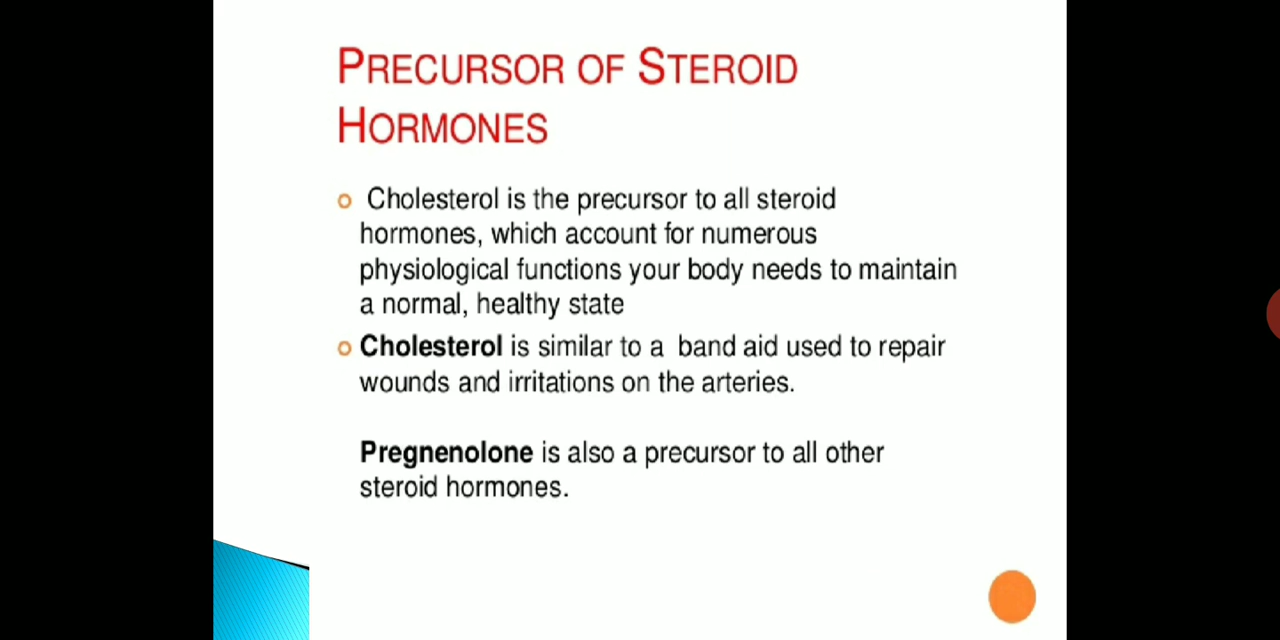 PRECURSOR OF STEROID
HORMONES
Cholesterol is the precursor to all steroid
hormones, which account for numerous
physiological functions your body needs to maintain
a normal, healthy state
Cholesterol is similar to a band aid used to repair
wounds and irritations on the arteries.
Pregnenolone is also a precursor to all other
steroid hormones.